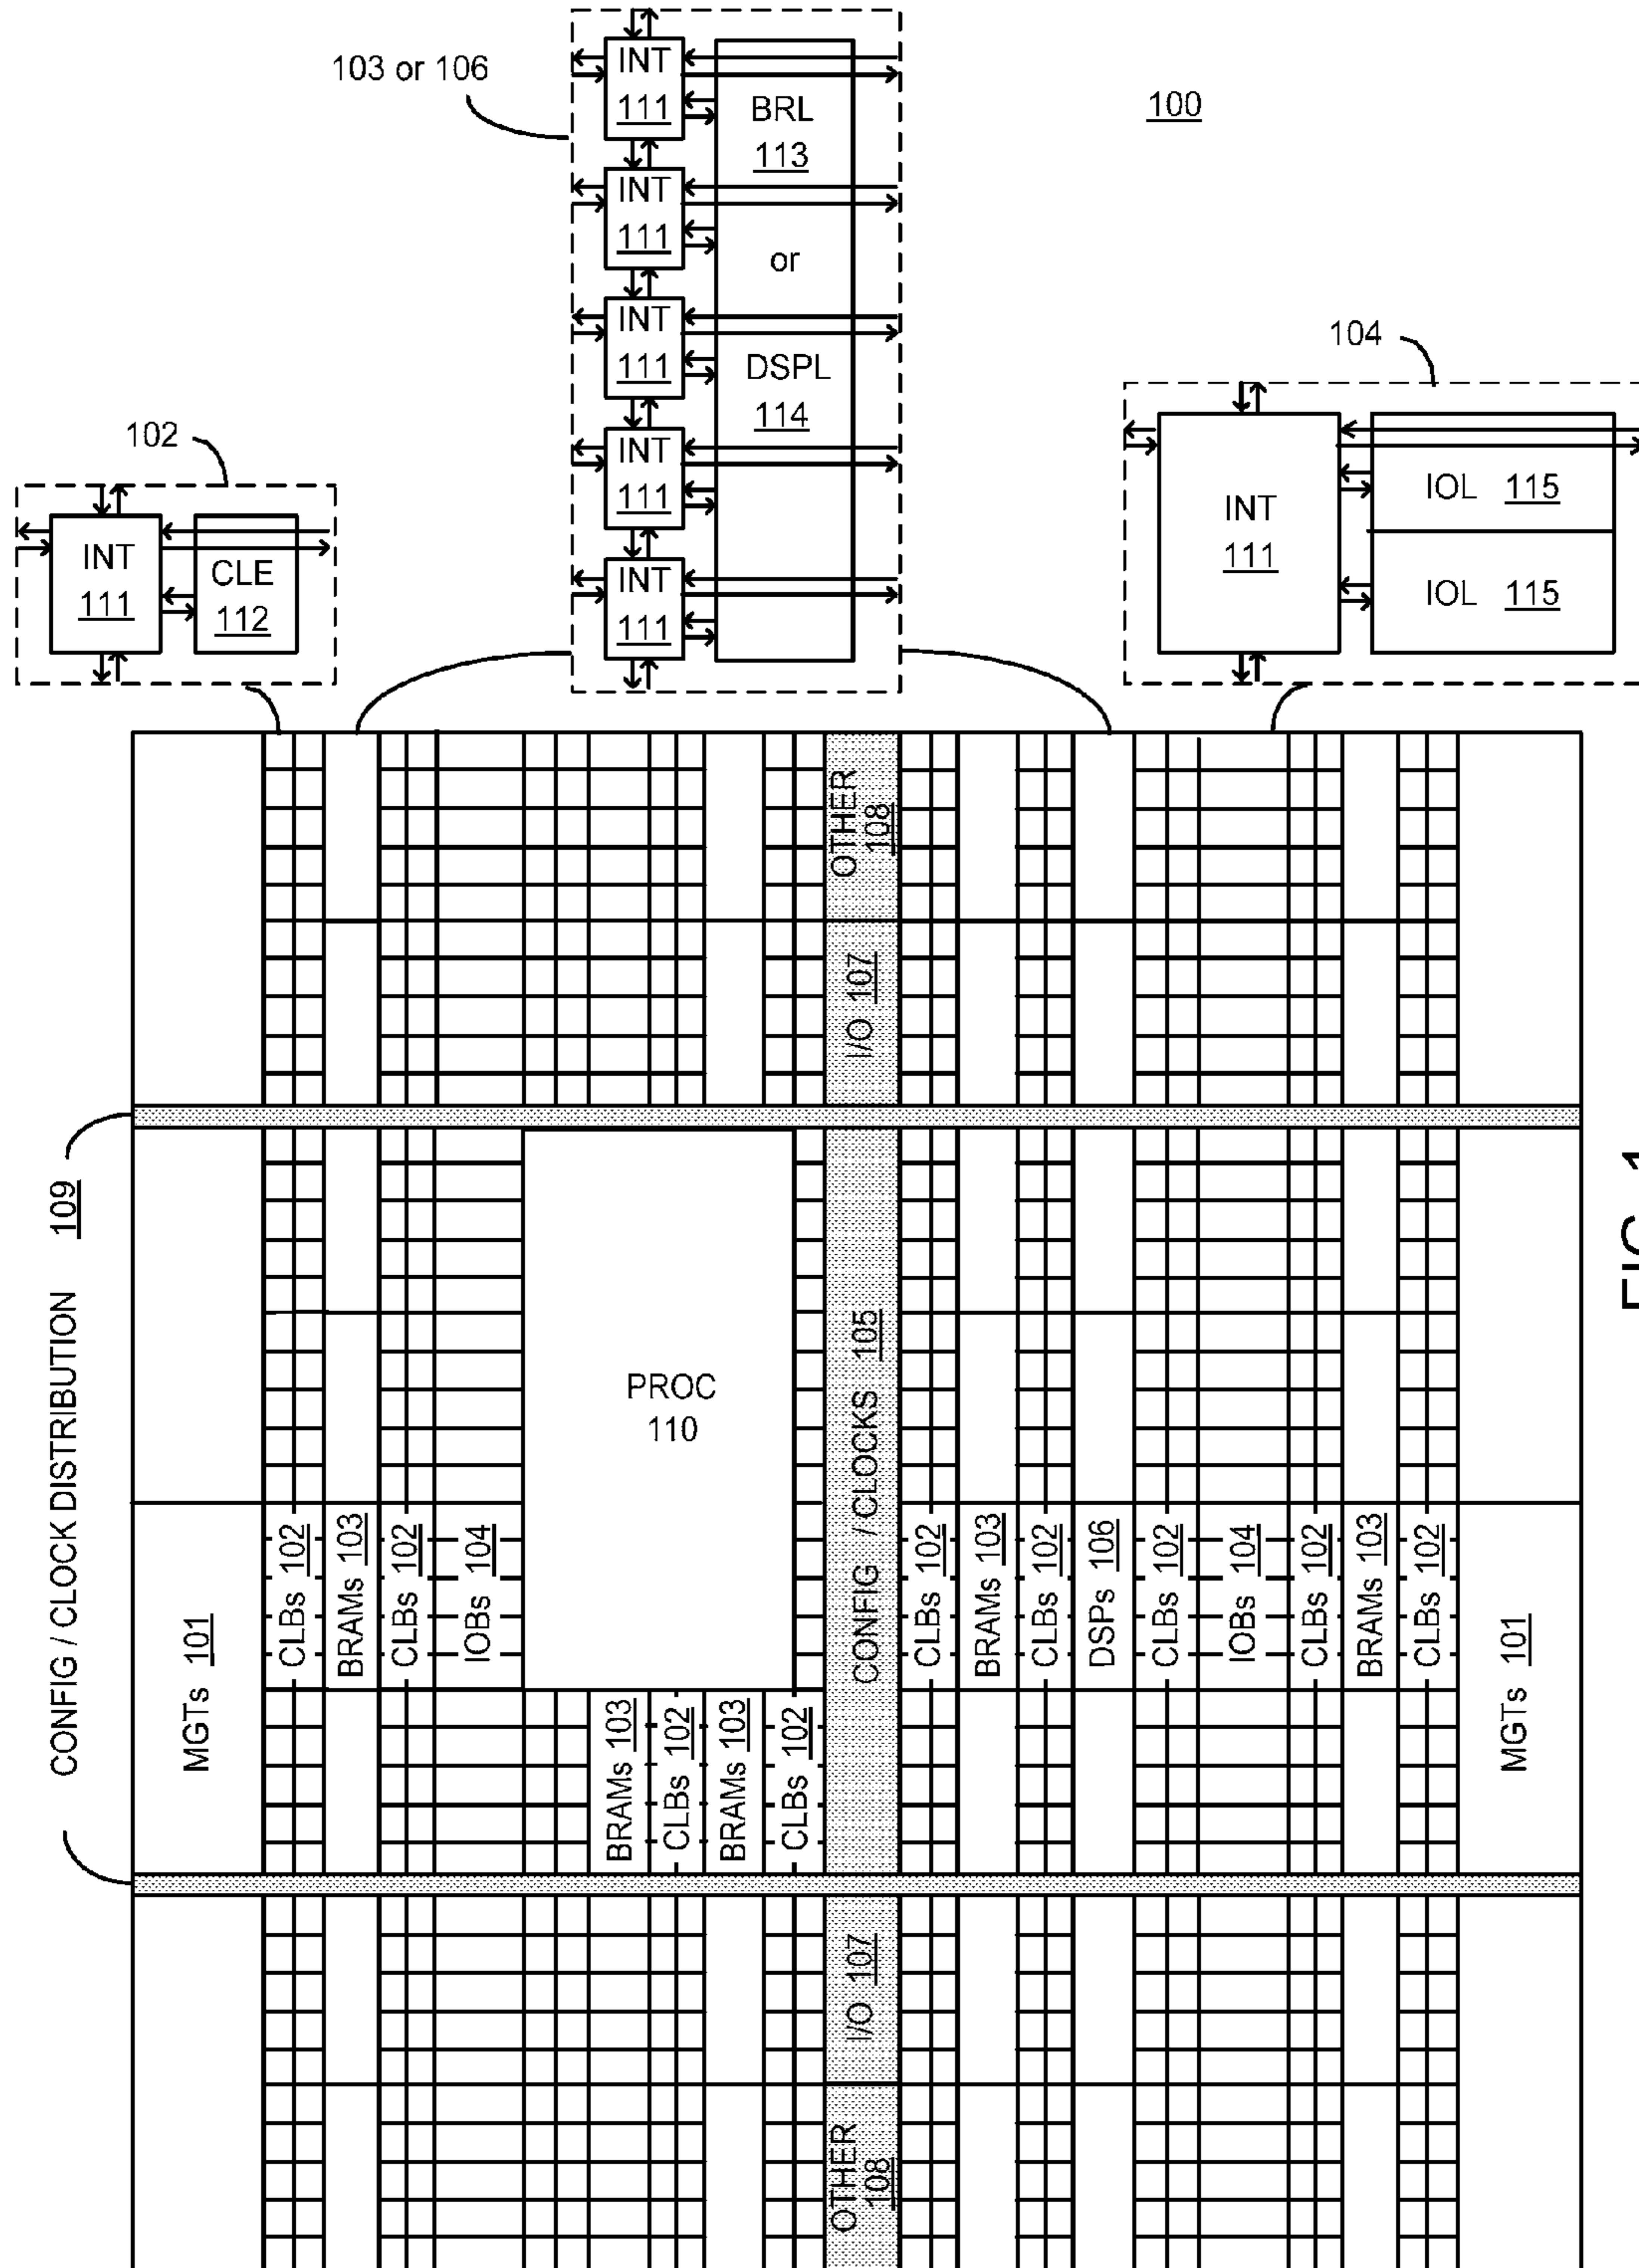 103 or 106
100
INT
111
INT
111
INT
111
INT
111
INT
111
BRL
113
or
DSPL
114
104
INT
111
IOL 115
IOL 115
102
INT
111
CLE
112
OTHER
108
I/O 107
CONFIG / CLOCK DISTRIBUTION 109
PROC
110
CONFIG / CLOCKS 105
MGTs 101
CLBs 102
BRAMs 103
CLBs 102
IOBs 104
BRAMs 103
CLBs 102
BRAMs 103
CLBs 102
CLBs 102
BRAMs 103
CLBs 102
DSPs 106
CLBs 102
IOBs 104
CLBs 102
BRAMs 103
CLBs 102
MGTs 101
I/O 107
OTHER
108